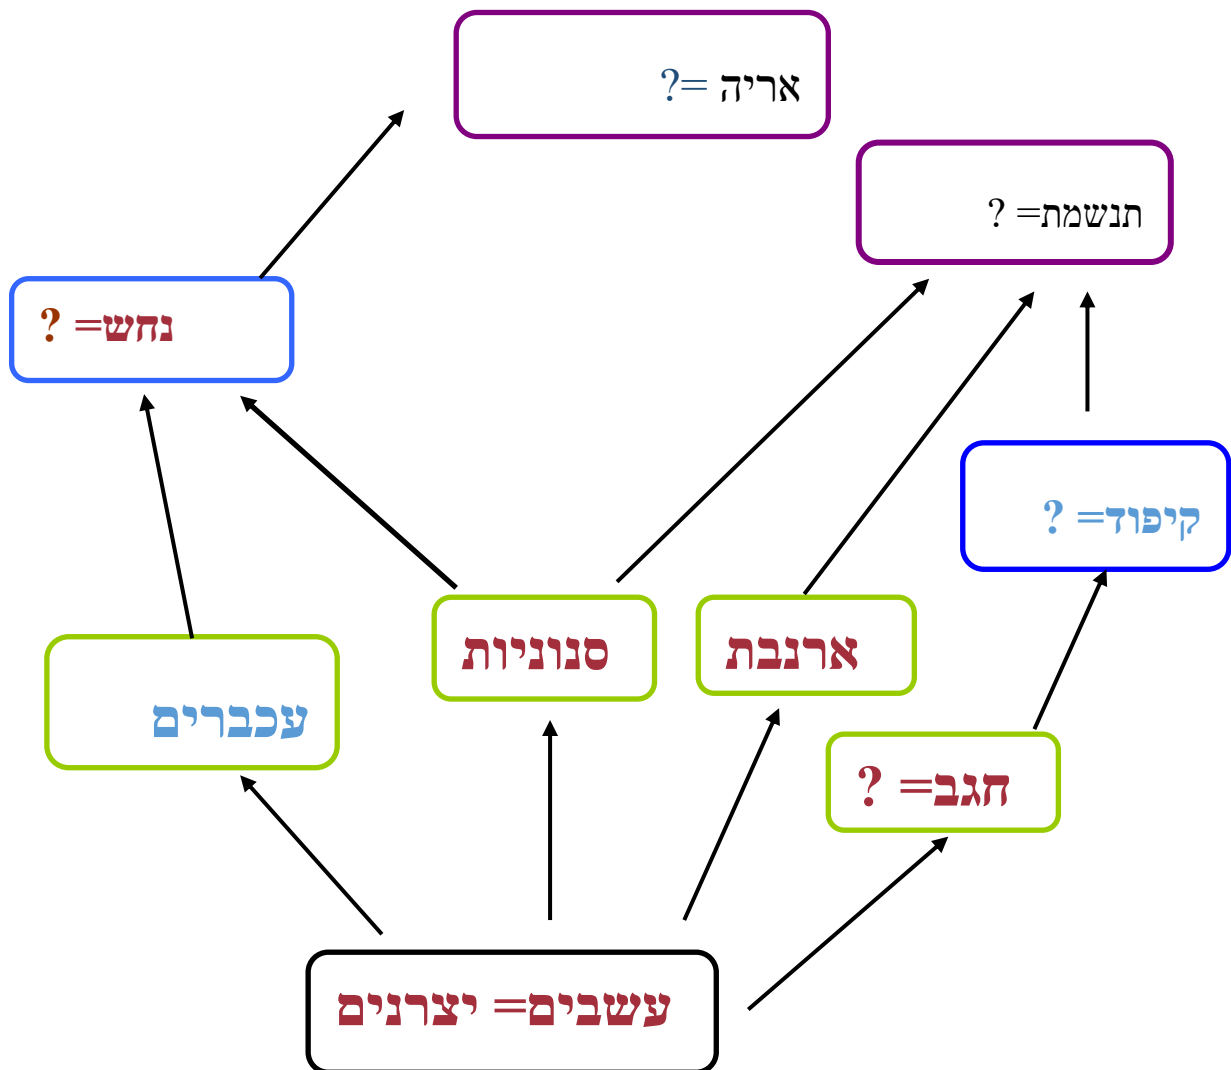 אריה =?
תנשמת= ?
נחש= ?
קיפוד= ?
סנוניות
ארנבת
עכברים
חגב= ?
עשבים= יצרנים